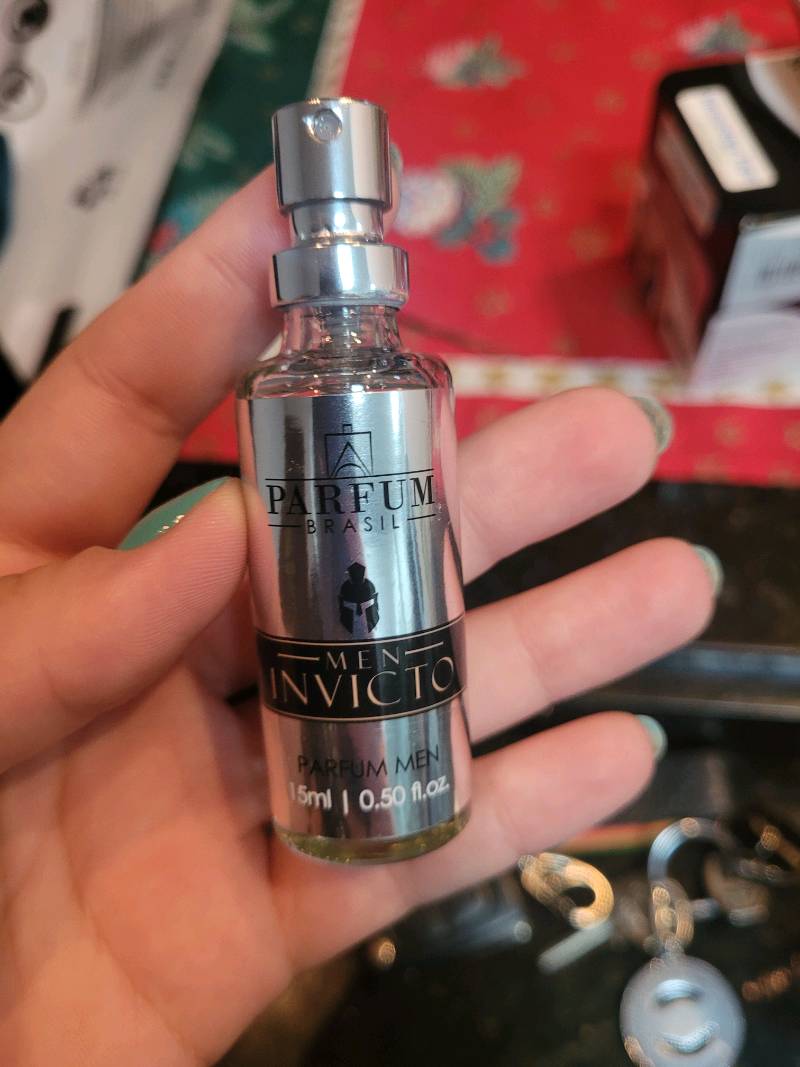 PARFUM
BRASIL
MEN
INVICTO
PARFUM MEN
15ml | 0.50 fl.oz.